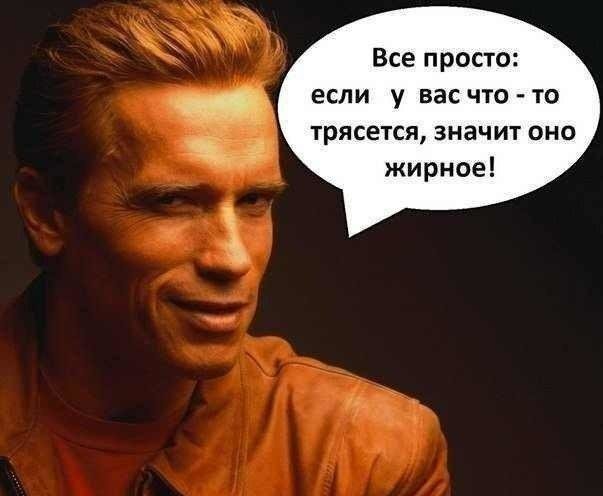 Все просто:
если у вас что - то
трясется, значит оно
жирное!